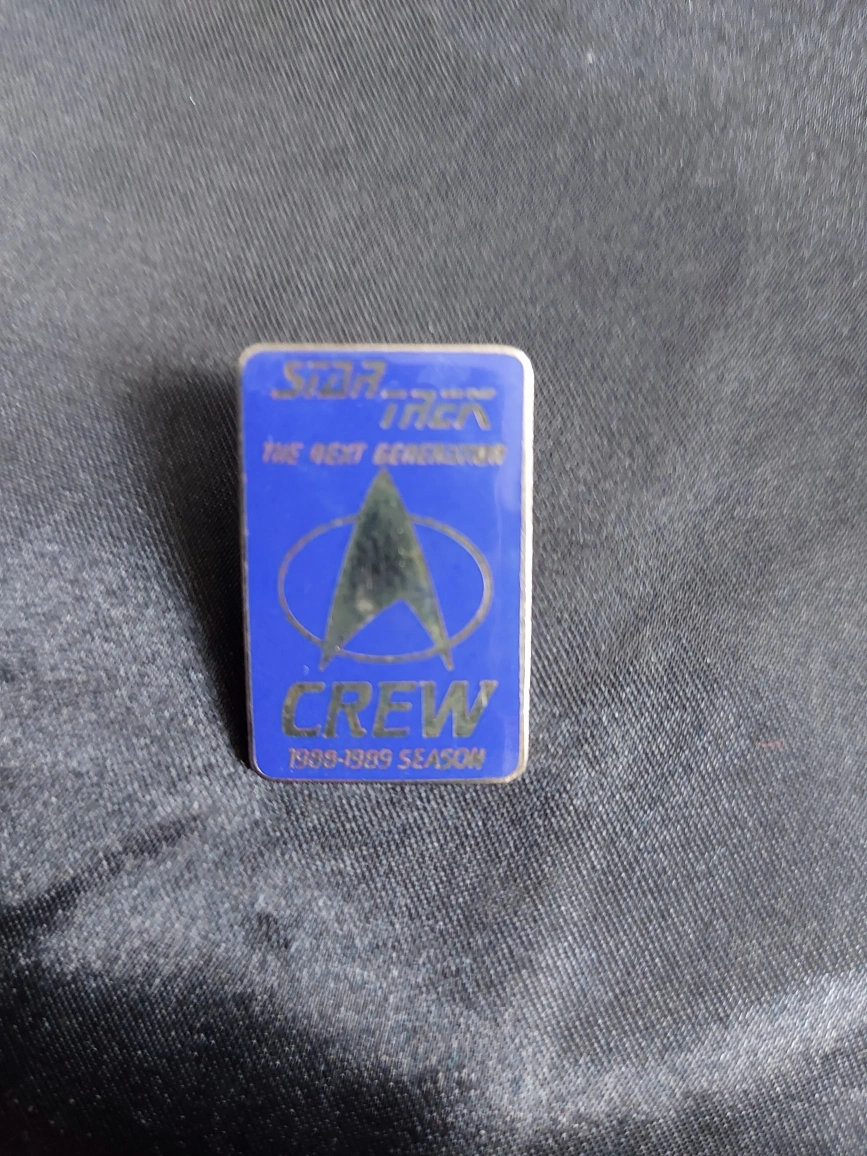 STAR
TREK
THE NEXT GENERATION
CREW
1988-1989 SEASON